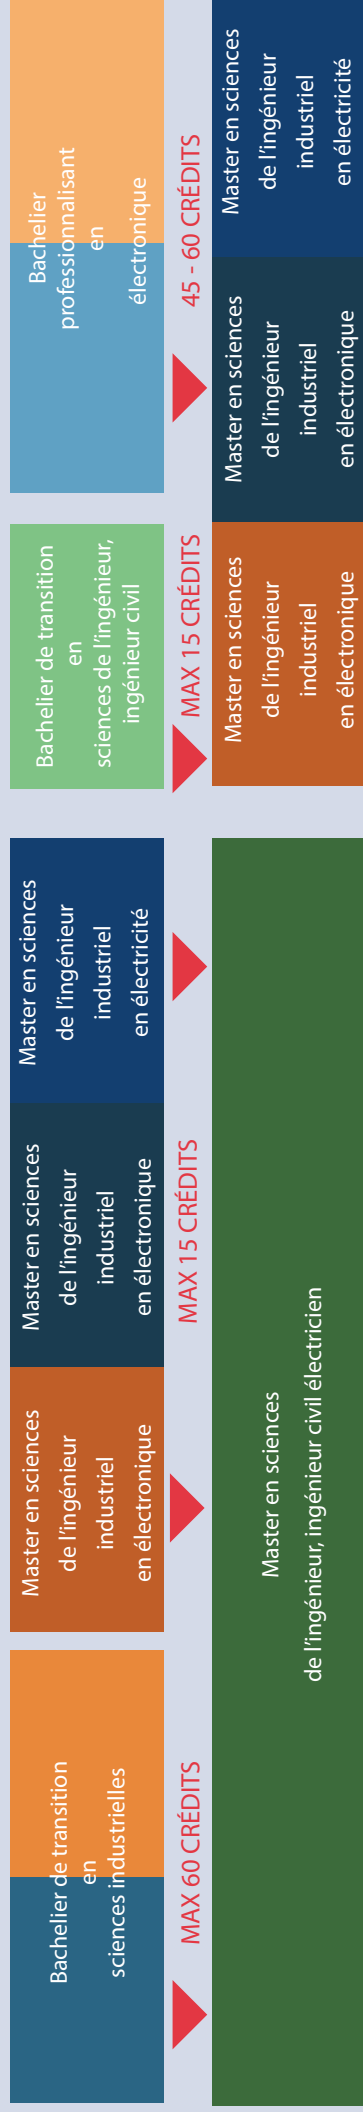 Bachelier de transition
en
sciences industrielles
Master en sciences
de l'ingénieur
industriel
en électronique
Master en sciences
de l'ingénieur
industriel
en électronique
Master en sciences
de l'ingénieur
industriel
en électricité
Bachelier de transition
en
sciences de l'ingénieur,
ingénieur civil
Bachelier
professionnalisant
en
électronique
MAX 60 CRÉDITS
MAX 15 CRÉDITS
MAX 15 CRÉDITS
45 - 60 CRÉDITS
Master en sciences
de l'ingénieur, ingénieur civil électricien
Master en sciences
de l'ingénieur
industriel
en électronique
Master en sciences
de l'ingénieur
industriel
en électronique
Master en sciences
de l'ingénieur
industriel
en électricité